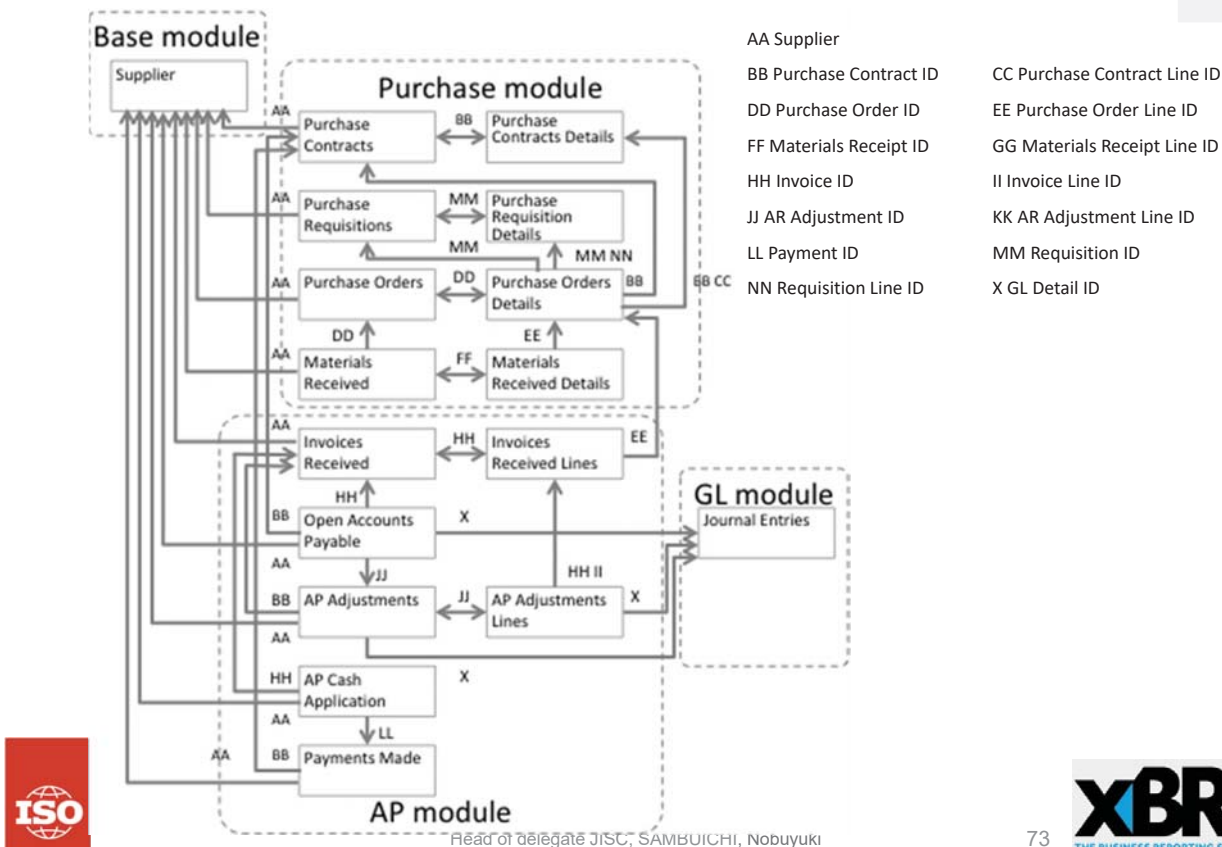 Base module
Supplier
Purchase module
AA
Purchase
Contracts
BB
Purchase
Contracts Details
AA
Purchase
Requisitions
MM
Purchase
Requisition
Details
MM
MM NN
AA
Purchase Orders
DD
Purchase Orders
Details
BB
BB CC
DD
EE
AA
Materials
Received
FF
Materials
Received Details
AA
Invoices
Received
HH
Invoices
Received Lines
EE
HH
BB
Open Accounts
Payable
X
AA
JJ
HH II
BB
AP Adjustments
JJ
AP Adjustments
Lines
X
AA
HH
AP Cash
Application
X
AA
LL
AA
BB
Payments Made
AP module
GL module
Journal Entries
AA Supplier
BB Purchase Contract ID
CC Purchase Contract Line ID
DD Purchase Order ID
EE Purchase Order Line ID
FF Materials Receipt ID
GG Materials Receipt Line ID
HH Invoice ID
II Invoice Line ID
JJ AR Adjustment ID
KK AR Adjustment Line ID
LL Payment ID
MM Requisition ID
NN Requisition Line ID
X GL Detail ID
ISO
Head of delegate JISC, SAMBUICHI, Nobuyuki
73
XBR
THE BUSINESS REPORTING